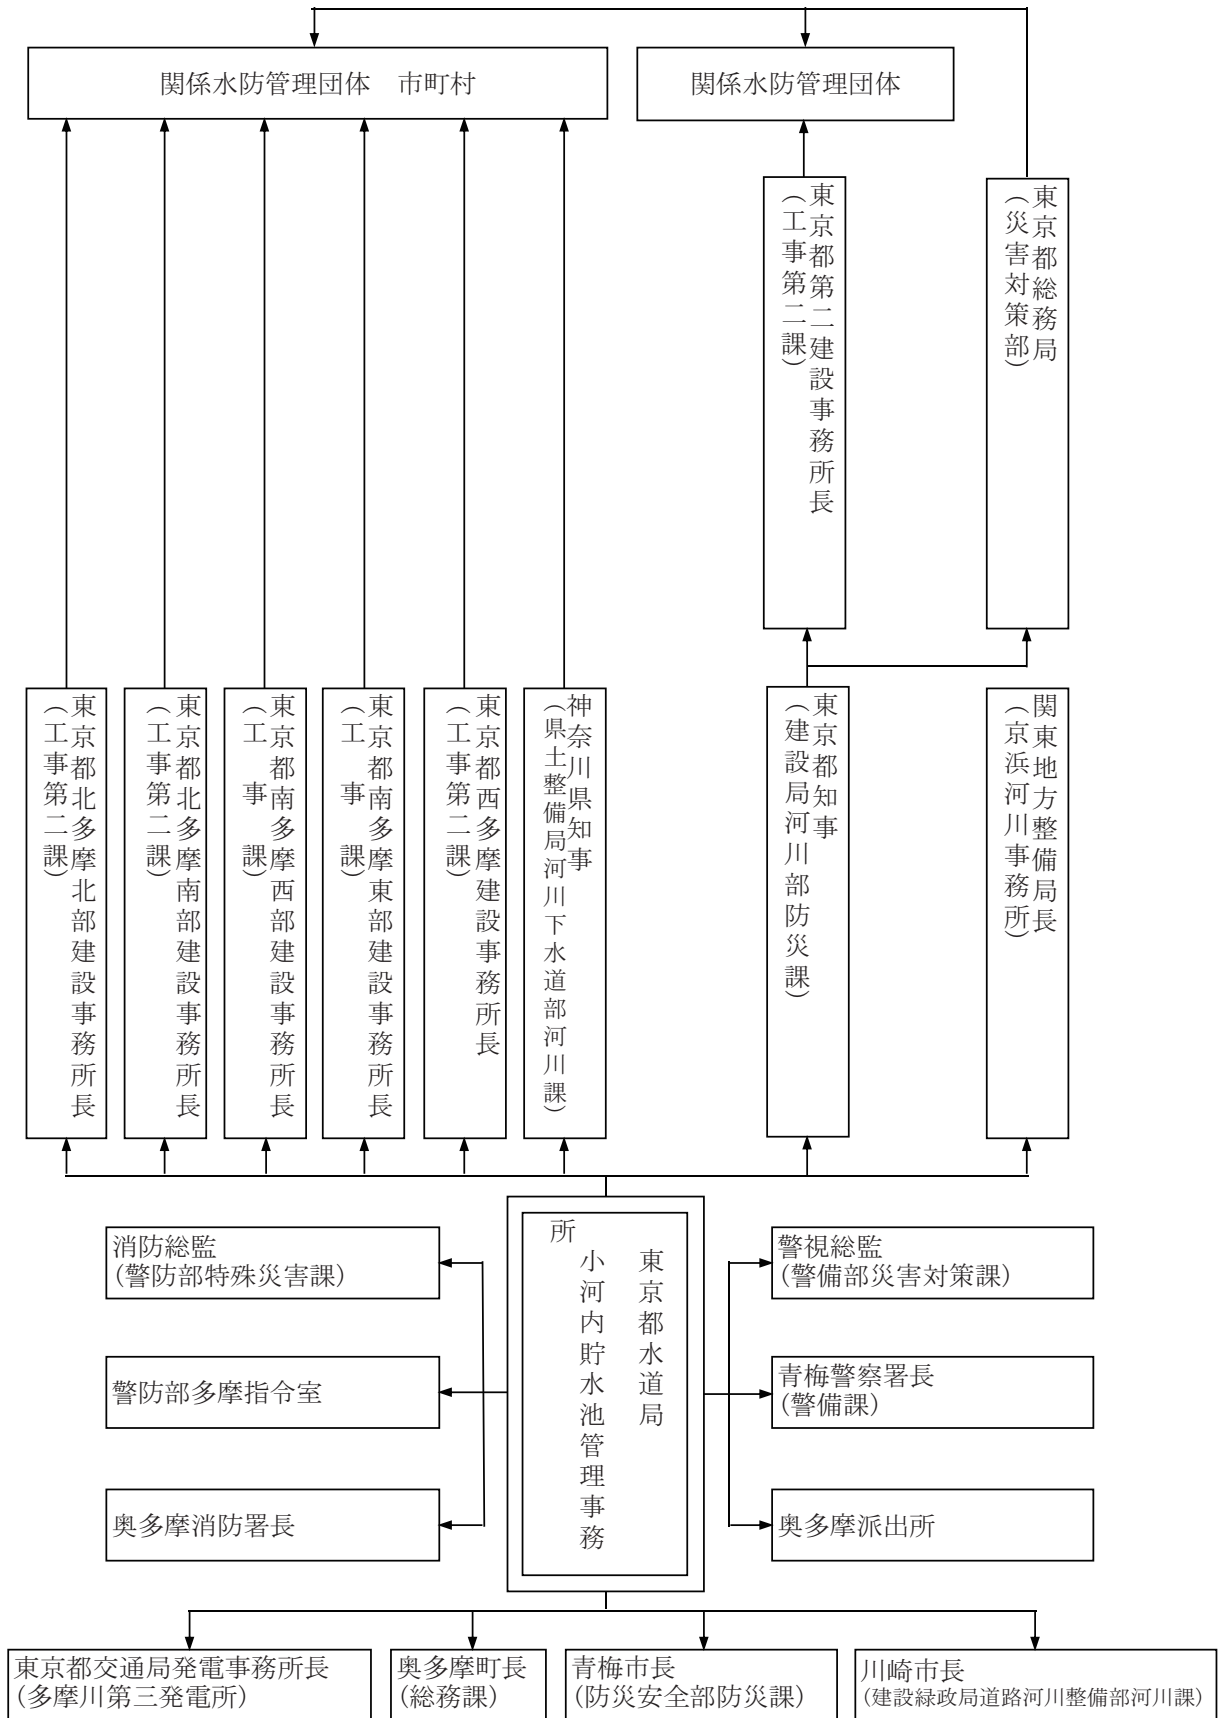 関係水防管理団体　市町村
関係水防管理団体
東京都第二建設事務所長
（工事第二課）
東京都総務局
（災害対策部）
東京都北多摩北部建設事務所長
（工事第二課）
東京都北多摩南部建設事務所長
（工事第二課）
東京都南多摩西部建設事務所長
（工　事　課）
東京都南多摩東部建設事務所長
（工　事　課）
東京都西多摩建設事務所長
（工事第二課）
神奈川県知事
（県土整備局河川下水道部河川課）
東京都知事
（建設局河川部防災課）
関東地方整備局長
（京浜河川事務所）
消防総監
（警防部特殊災害課）
警防部多摩指令室
奥多摩消防署長
東京都水道局
小河内貯水池管理事務
所
警視総監
（警備部災害対策課）
青梅警察署長
（警備課）
奥多摩派出所
東京都交通局発電事務所長
（多摩川第三発電所）
奥多摩町長
（総務課）
青梅市長
（防災安全部防災課）
川崎市長
（建設緑政局道路河川整備部河川課）